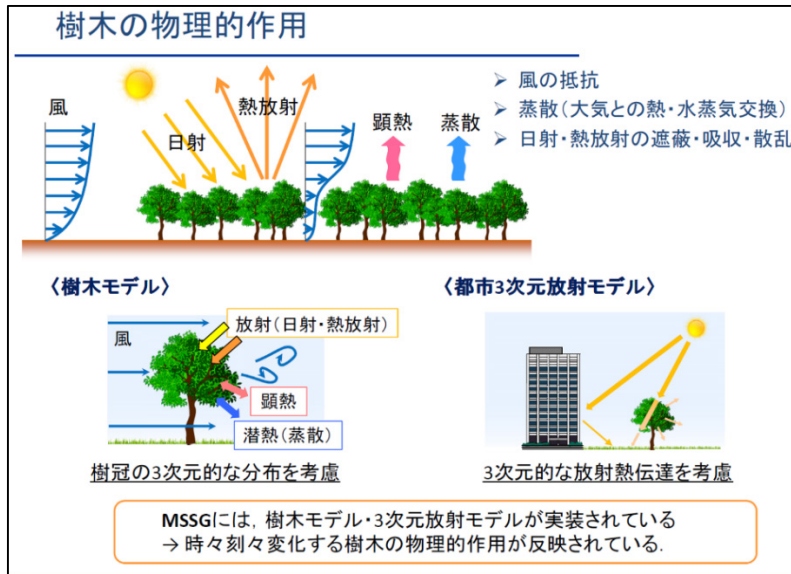 樹木の物理的作用
風
日射
熱放射
顕熱
蒸散
➢ 風の抵抗
➢ 蒸散(大気との熱・水蒸気交換)
➢ 日射・熱放射の遮蔽・吸収・散乱
〈樹木モデル〉
風
放射(日射・熱放射)
顕熱
潜熱(蒸散)
樹冠の3次元的な分布を考慮
〈都市3次元放射モデル〉
3次元的な放射熱伝達を考慮
MSSGには,樹木モデル・3次元放射モデルが実装されている
→ 時々刻々変化する樹木の物理的作用が反映されている.